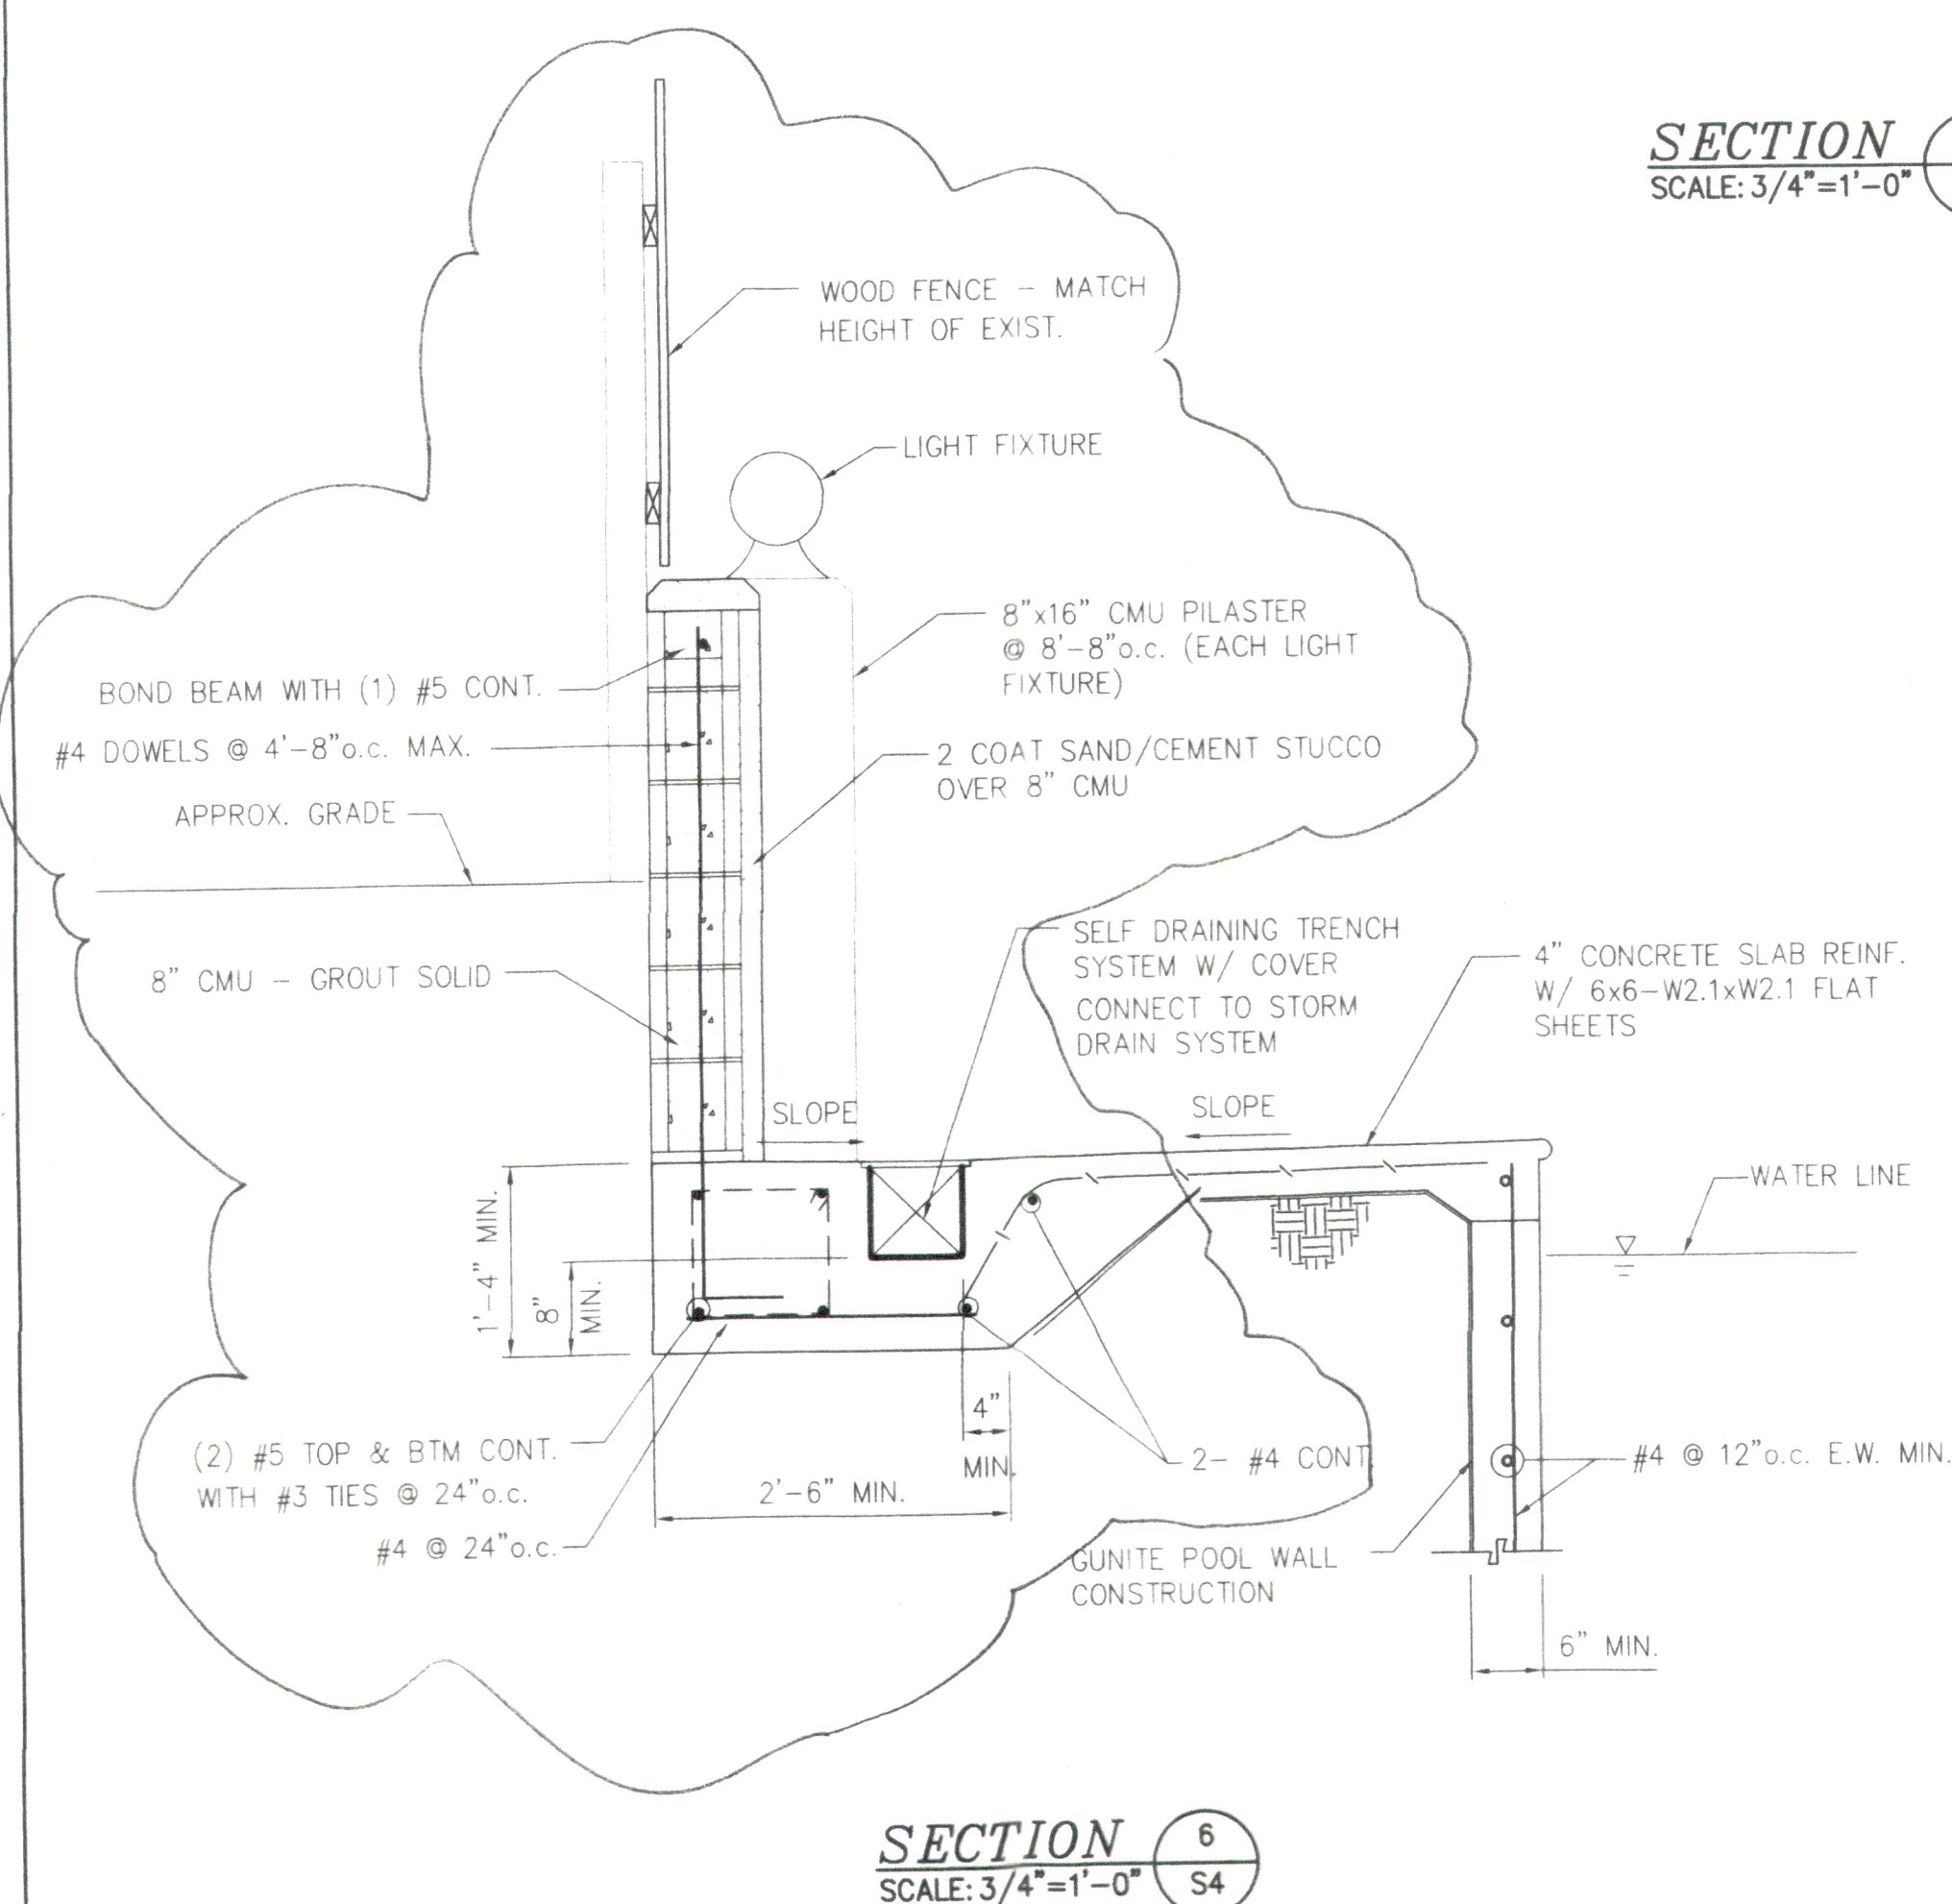 SECTION
SCALE: 3/4"=1'-0"
WOOD FENCE - MATCH
HEIGHT OF EXIST.
LIGHT FIXTURE
8"x16" CMU PILASTER
@ 8'-8"o.c. (EACH LIGHT
FIXTURE)
BOND BEAM WITH (1) #5 CONT.
#4 DOWELS @ 4'-8"o.c. MAX.
2 COAT SAND/CEMENT STUCCO
OVER 8" CMU
APPROX. GRADE
SELF DRAINING TRENCH
SYSTEM W/ COVER
CONNECT TO STORM
DRAIN SYSTEM
4" CONCRETE SLAB REINF.
W/ 6x6-W2.1xW2.1 FLAT
SHEETS
8" CMU - GROUT SOLID
SLOPE
SLOPE
WATER LINE
1'-4" MIN.
8"
MIN.
4"
MIN.
2'-6" MIN.
(2) #5 TOP & BTM CONT.
WITH #3 TIES @ 24"o.c.
#4 @ 24"o.c.
2- #4 CONT
#4 @ 12"o.c. E.W. MIN.
GUNITE POOL WALL
CONSTRUCTION
6" MIN.
SECTION
SCALE: 3/4"=1'-0"
6
S4